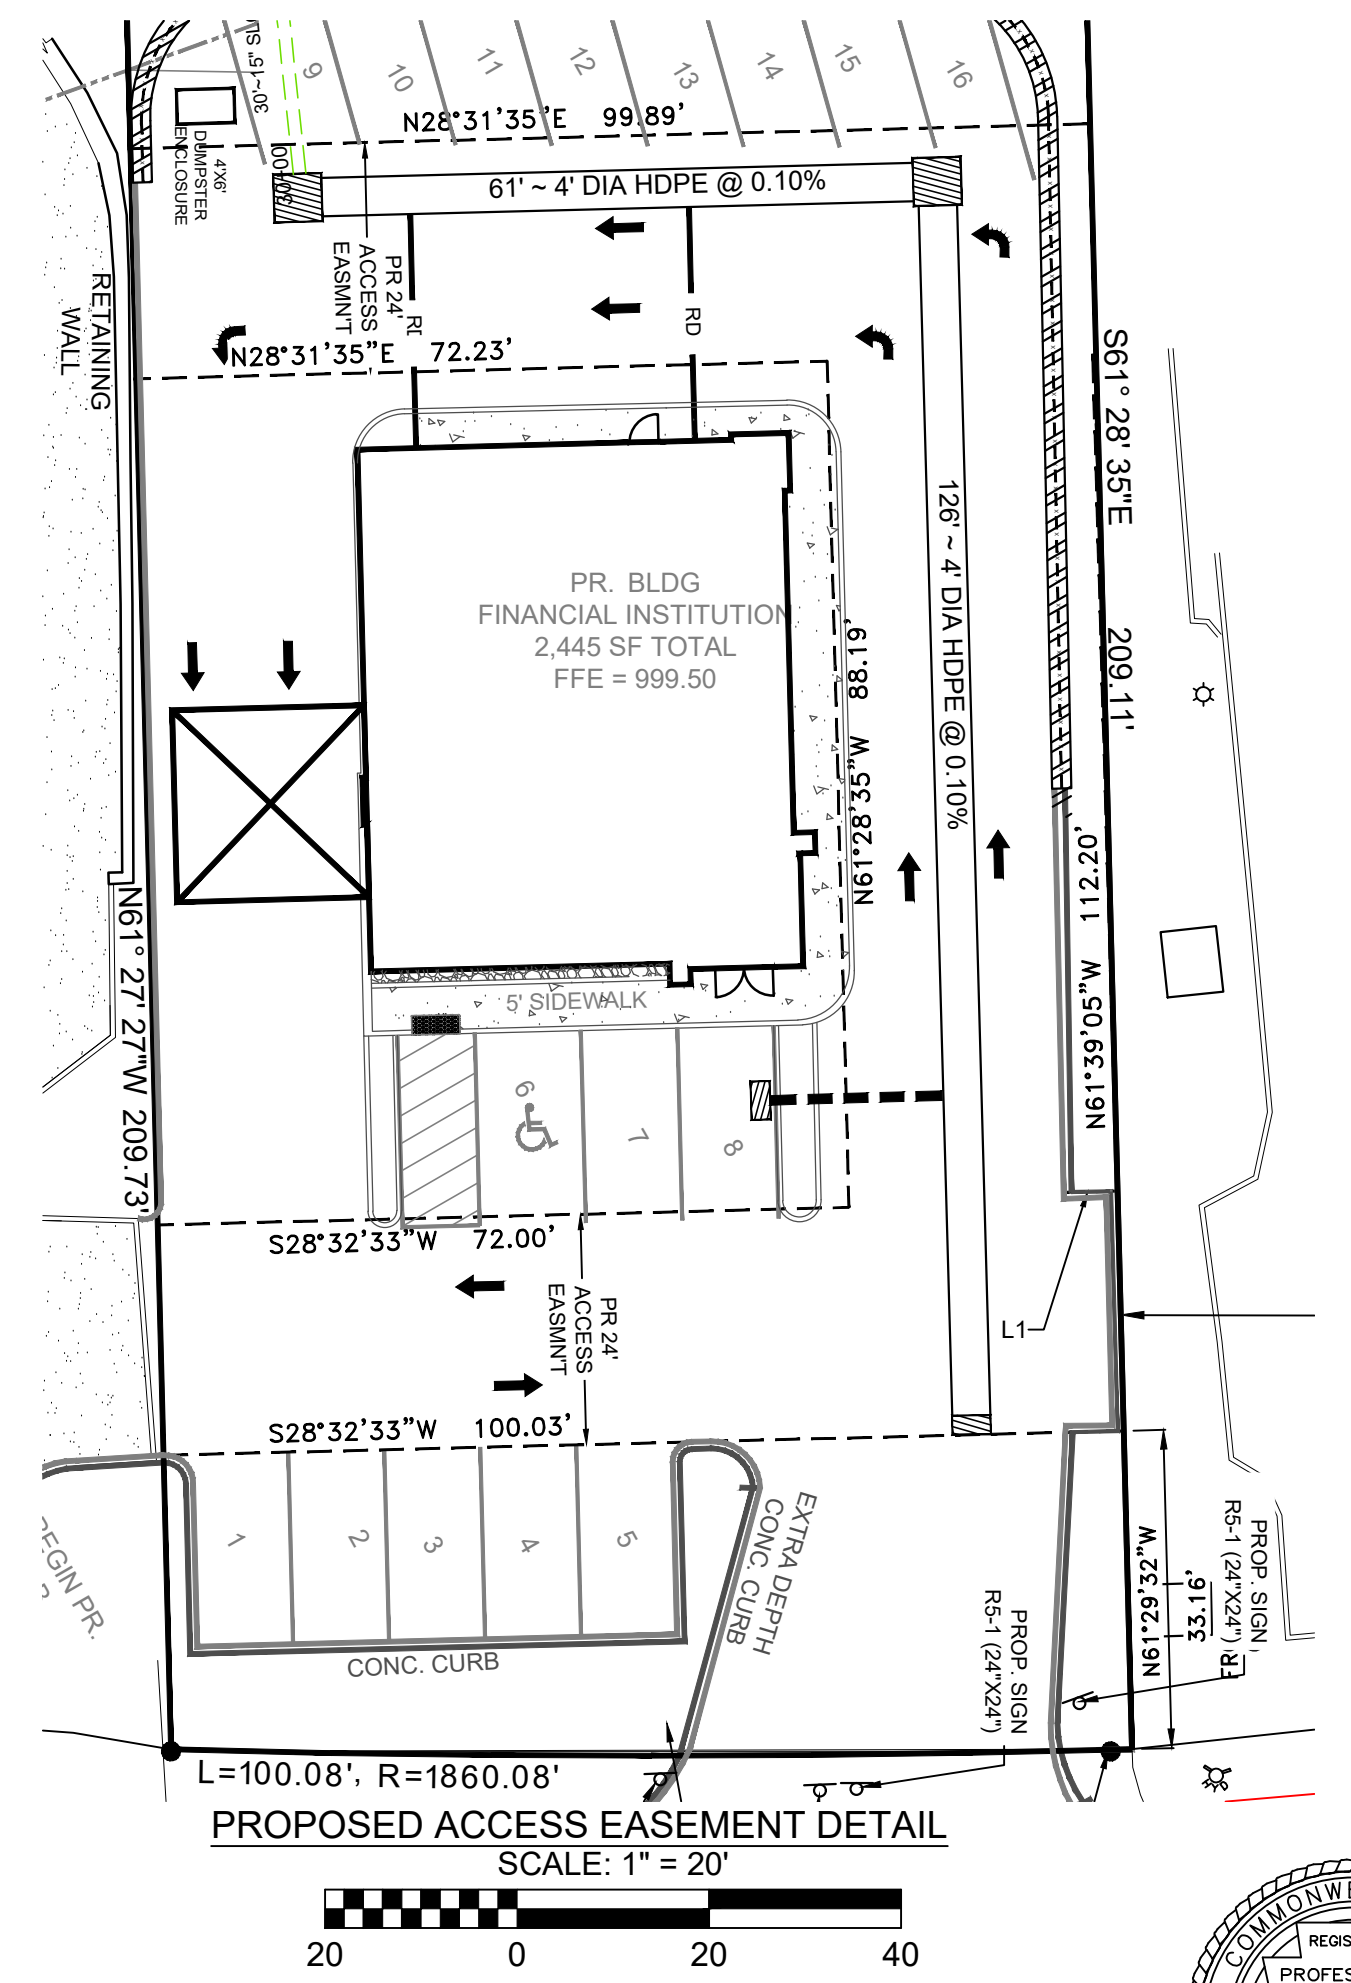 9
10
11
12
13
14
15
16
N28°31'35"E 99.89'
4'X6'
DUMPSTER
ENCLOSURE
61' ~ 4' DIA HDPE @ 0.10%
PR 24'
ACCESS
EASMN'T
RD
RETAINING
WALL
N28°31'35"E 72.23'
S61° 28' 35"E 209.11'
126' ~ 4' DIA HDPE @ 0.10%
PR. BLDG
FINANCIAL INSTITUTION
2,445 SF TOTAL
FFE = 999.50
N61°28'35"W 88.19'
N61°39'05"W 112.20'
N61° 27' 27"W 209.73'
5' SIDEWALK
6
7
8
S28°32'33"W 72.00'
PR 24'
ACCESS
EASMN'T
L1
S28°32'33"W 100.03'
1
2
3
4
5
EXTRA DEPTH
CONC. CURB
CONC. CURB
PROP. SIGN
R5-1 (24"X24")
N61°29'32"W
33.16'
PROP. SIGN
R5-1 (24"X24")
L=100.08', R=1860.08'
PROPOSED ACCESS EASEMENT DETAIL
SCALE: 1" = 20'
20 0 20 40